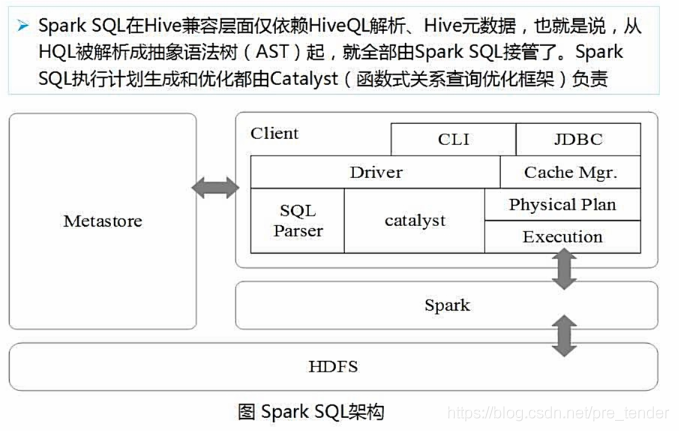 ➢ Spark SQL在Hive兼容层面仅依赖HiveQL解析、Hive元数据，也就是说，从
HQL被解析成抽象语法树（AST）起，就全部由Spark SQL接管了。Spark
SQL执行计划生成和优化都由Catalyst（函数式关系查询优化框架）负责
Metastore
Client
CLI
JDBC
Driver
Cache Mgr.
SQL
Parser
catalyst
Physical Plan
Execution
Spark
HDFS
图 Spark SQL架构
https://blog.csdn.net/pre_tender